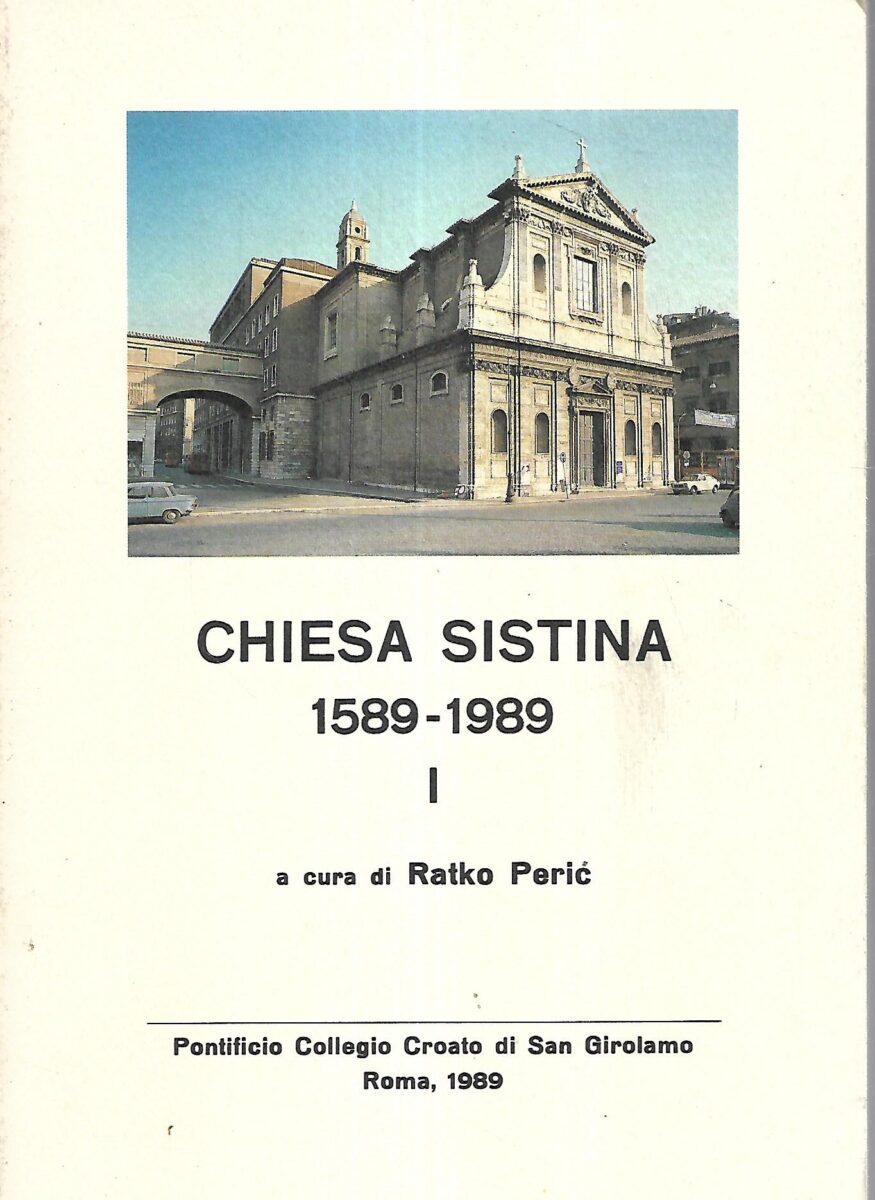 CHIESA SISTINA
1589-1989
I
a cura di Ratko Perić
Pontificio Collegio Croato di San Girolamo
Roma, 1989